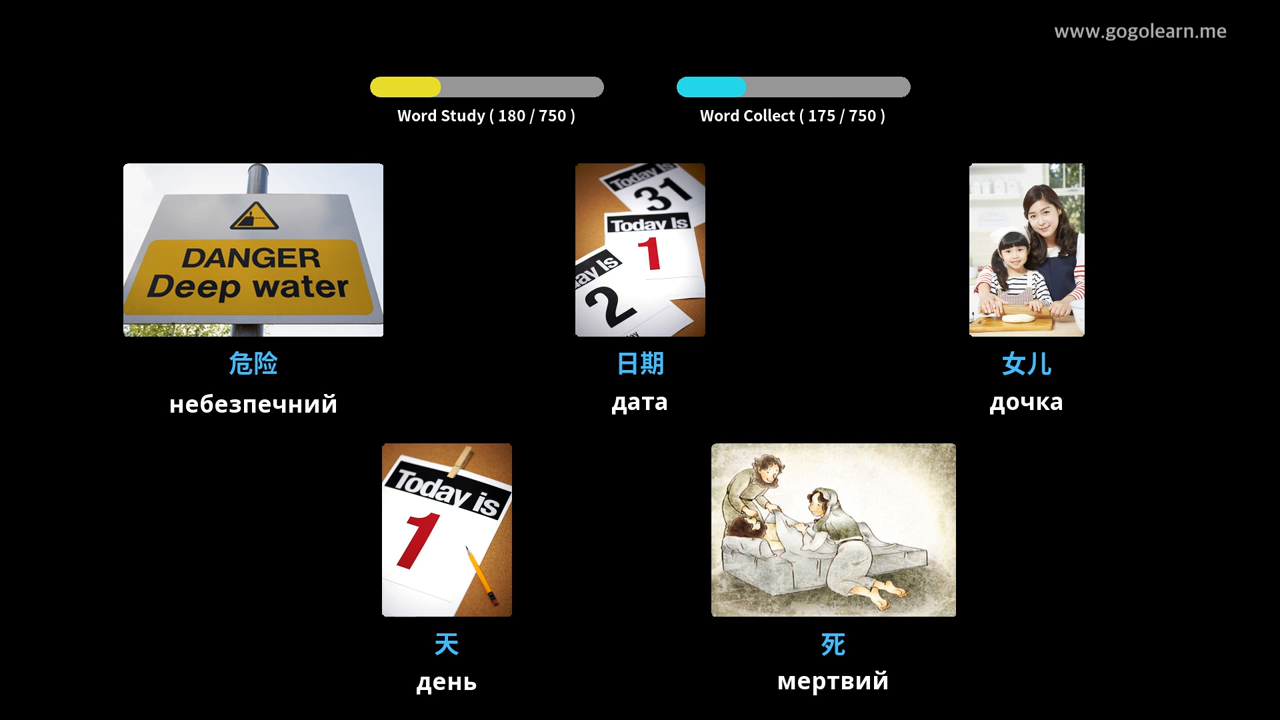 www.gogolearn.me
Word Study ( 180 / 750 )
Word Collect ( 175 / 750 )
DANGER
Deep water
Today is
31
Today is
1
Today is
2
危险
небезпечний
日期
дата
女儿
дочка
Today is
1
天
день
死
мертвий